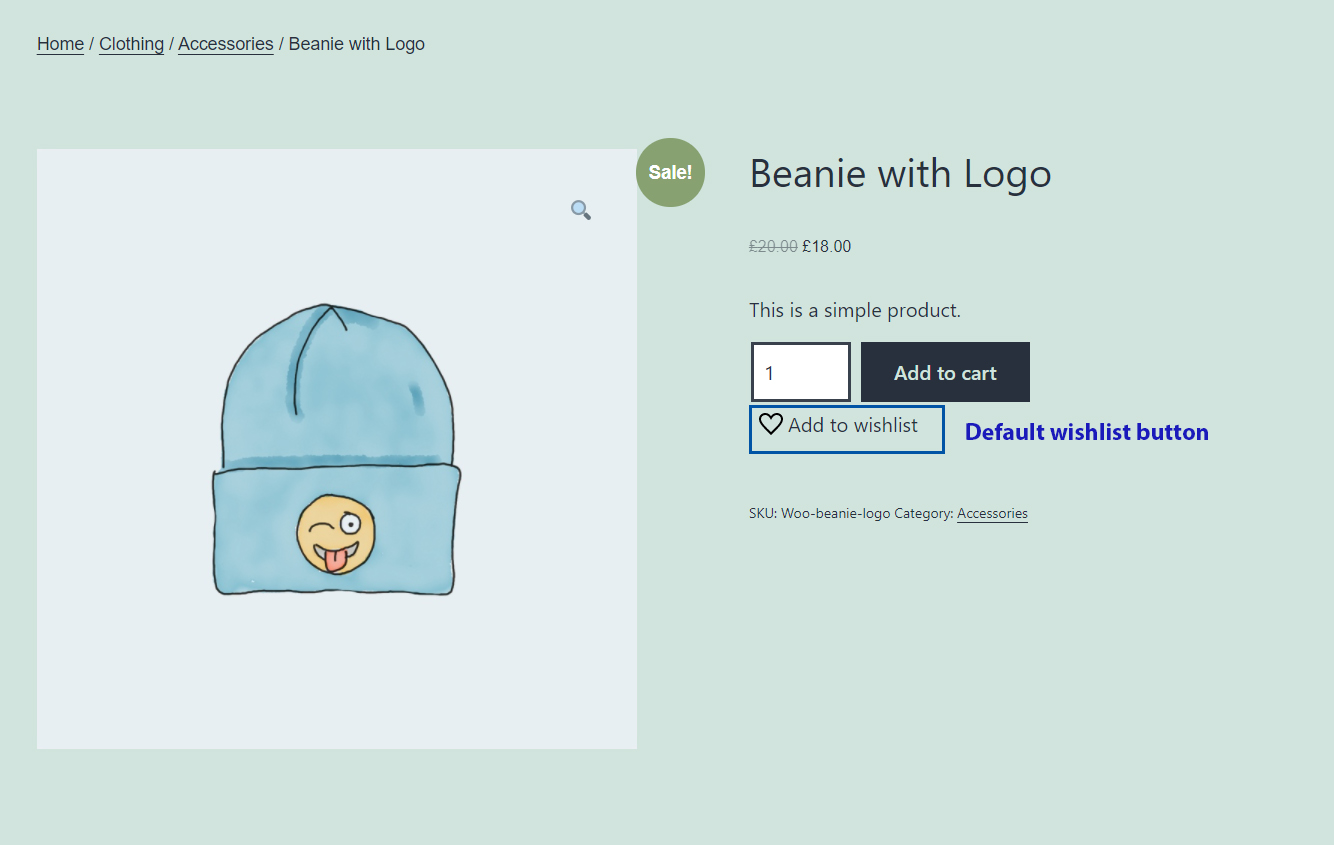 Home / Clothing / Accessories / Beanie with Logo
Sale!
Beanie with Logo
£20.00 £18.00
This is a simple product.
1
Add to cart
Add to wishlist
Default wishlist button
SKU: Woo-beanie-logo Category: Accessories